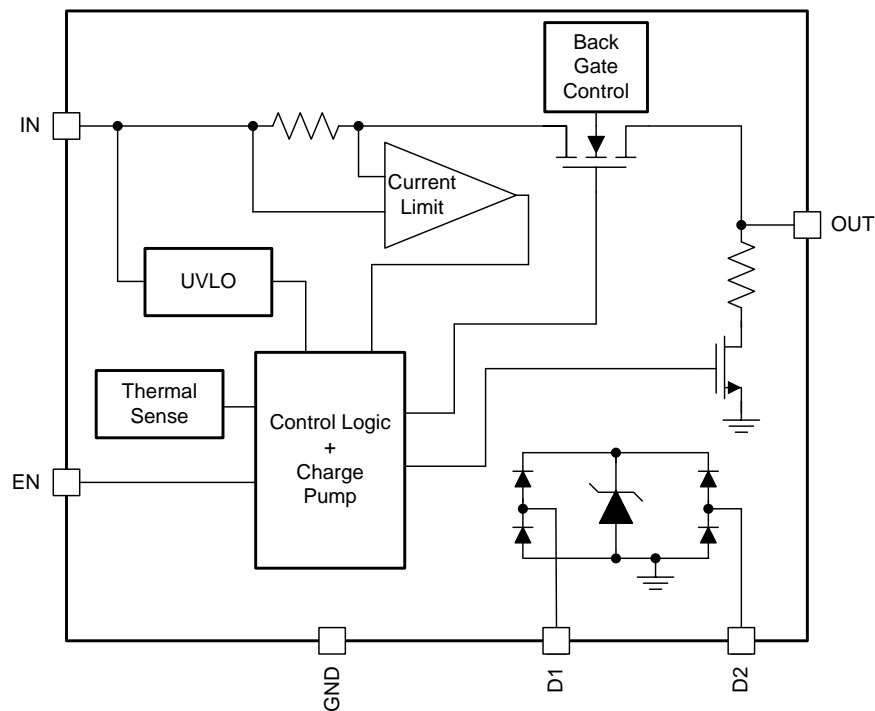 Back
Gate
Control
IN
Current
Limit
OUT
UVLO
Thermal
Sense
Control Logic
+
Charge
Pump
EN
GND
D1
D2